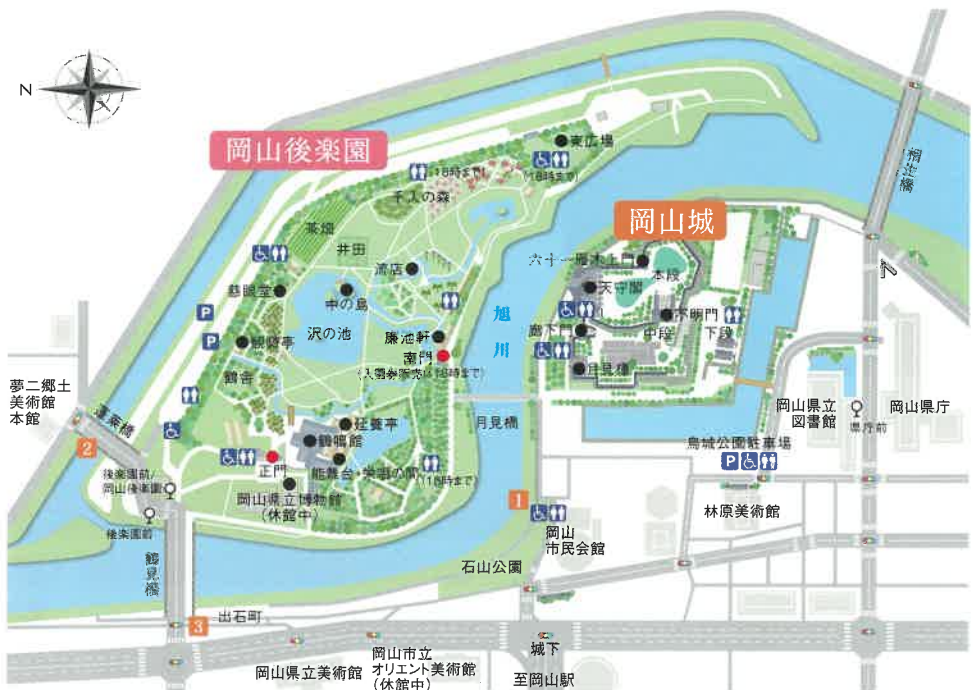 N
岡山後楽園
東広場
(18時まで)
(18時まで)
千入の森
茶畑
井田
流店
慈眼堂
中の島
沢の池
廉池軒
観騎亭
南門
(入園券販売は18時まで)
鶴舎
延養亭
鶴鳴館
正門
能舞台・栄唱の間
(18時まで)
岡山県立博物館
(休館中)
P
P
岡山城
六十一雁木上門
本段
天守閣
不明門
廊下門
中段
下段
月見櫓
旭川
月見橋
夢二郷土
美術館
本館
蓬莱橋
2
後楽園前/
岡山後楽園
後楽園前
鶴見橋
3
出石町
1
岡山
市民会館
石山公園
岡山県立
図書館
県庁前
岡山県庁
烏城公園駐車場
P
林原美術館
岡山県立美術館
岡山市立
オリエント美術館
(休館中)
城下
至岡山駅